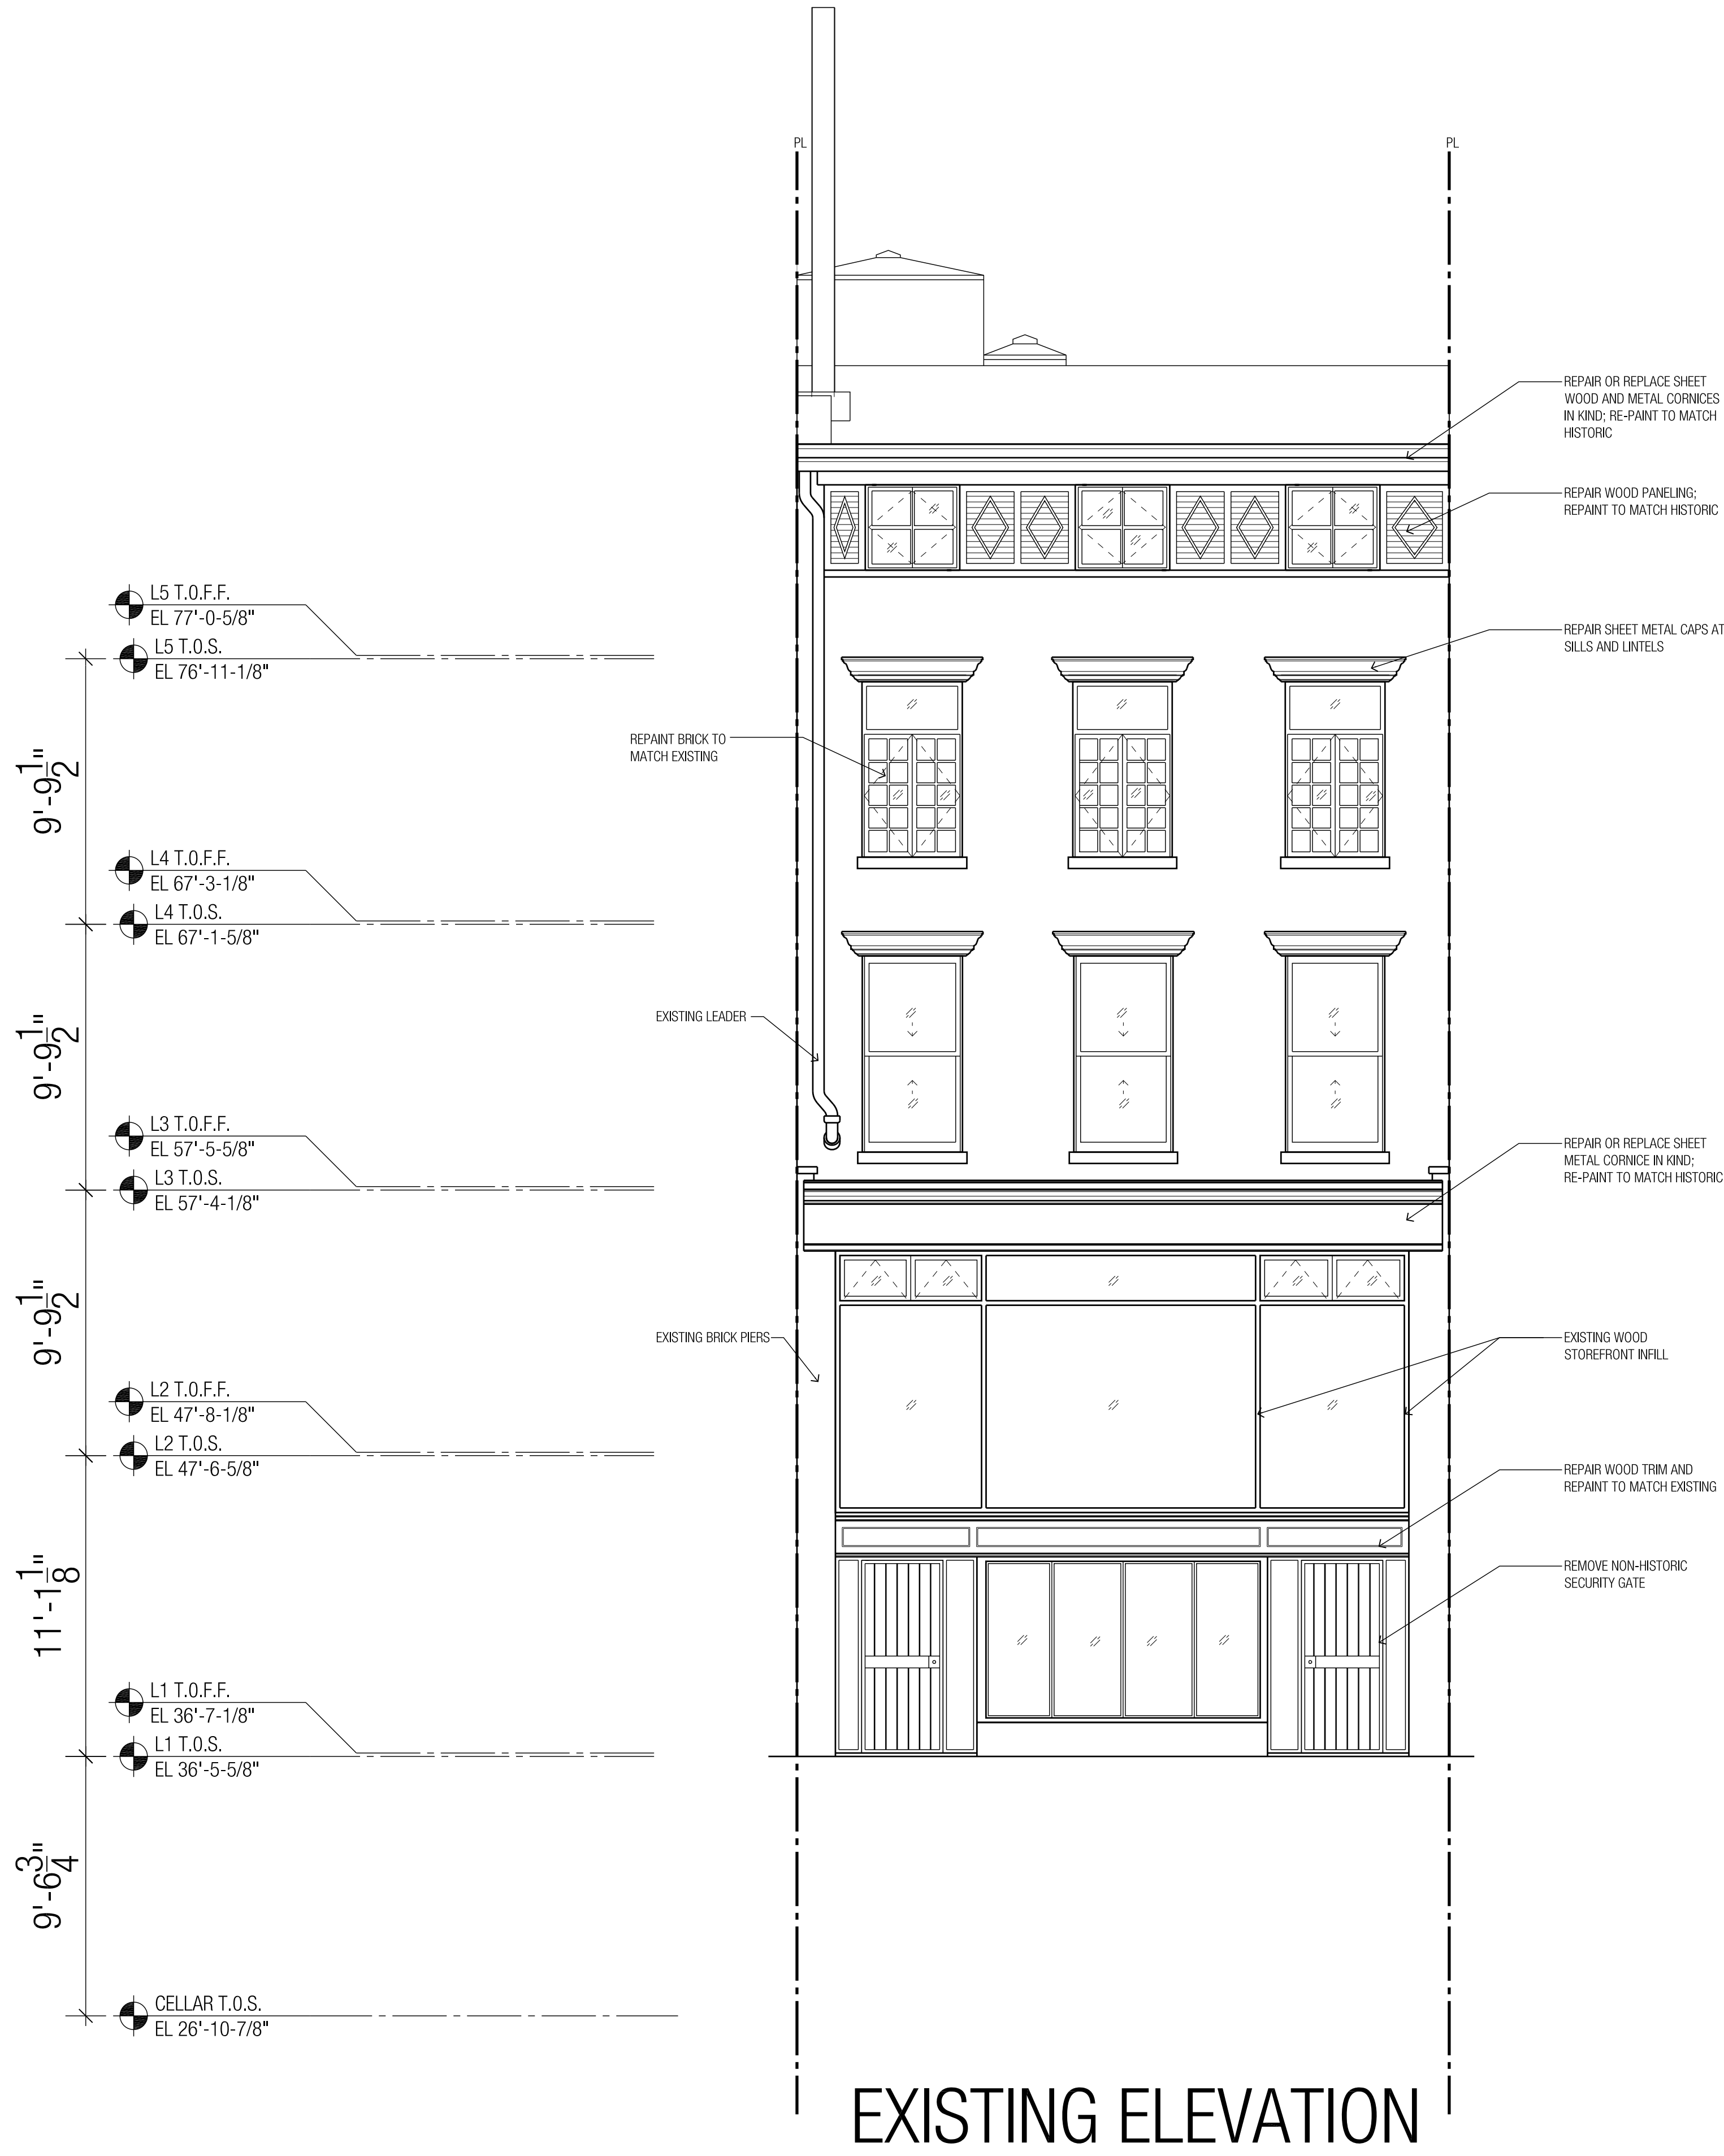 PL
PL
REPAIR OR REPLACE SHEET
WOOD AND METAL CORNICES
IN KIND; RE-PAINT TO MATCH
HISTORIC
REPAIR WOOD PANELING;
REPAINT TO MATCH HISTORIC
L5 T.O.F.F.
EL 77'-0-5/8"
L5 T.O.S.
EL 76'-11-1/8"
REPAIR SHEET METAL CAPS AT
SILLS AND LINTELS
REPAINT BRICK TO
MATCH EXISTING
9'-9 1/2"
L4 T.O.F.F.
EL 67'-3-1/8"
L4 T.O.S.
EL 67'-1-5/8"
EXISTING LEADER
9'-9 1/2"
L3 T.O.F.F.
EL 57'-5-5/8"
L3 T.O.S.
EL 57'-4-1/8"
REPAIR OR REPLACE SHEET
METAL CORNICE IN KIND;
RE-PAINT TO MATCH HISTORIC
9'-9 1/2"
EXISTING BRICK PIERS
EXISTING WOOD
STOREFRONT INFILL
L2 T.O.F.F.
EL 47'-8-1/8"
L2 T.O.S.
EL 47'-6-5/8"
REPAIR WOOD TRIM AND
REPAINT TO MATCH EXISTING
11'-1 1/8"
REMOVE NON-HISTORIC
SECURITY GATE
L1 T.O.F.F.
EL 36'-7-1/8"
L1 T.O.S.
EL 36'-5-5/8"
9'-6 3/4"
CELLAR T.O.S.
EL 26'-10-7/8"
EXISTING ELEVATION